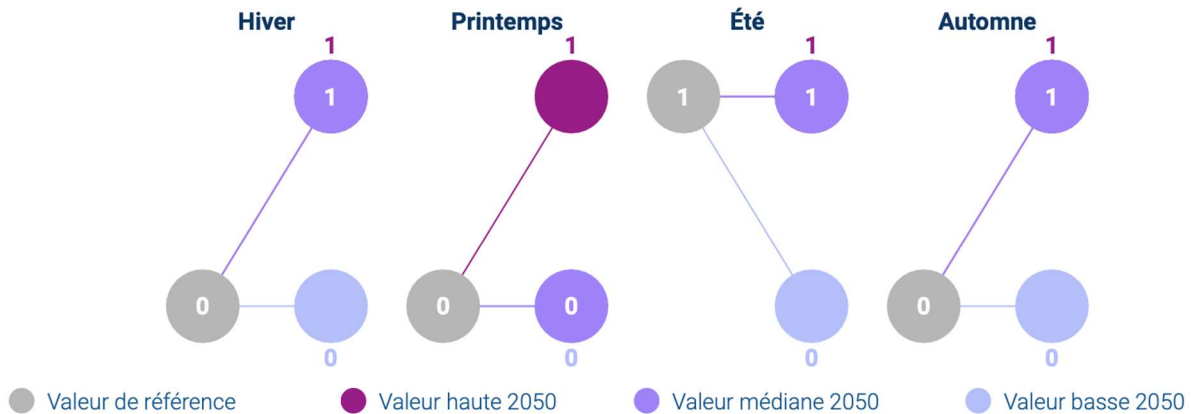 Hiver Printemps Été Automne
1 1 1 1
1 1 1 1
0 0 0 0
0 0 0 0
Valeur de référence Valeur haute 2050 Valeur médiane 2050 Valeur basse 2050